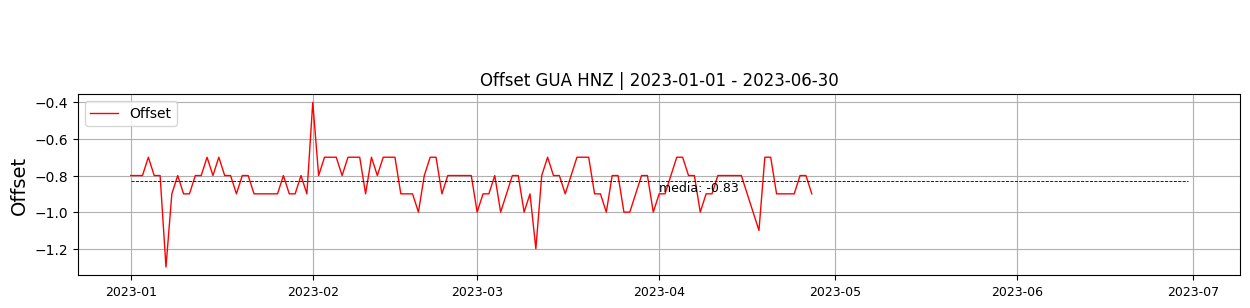 Offset GUA HNZ | 2023-01-01 - 2023-06-30
Offset
Offset
−0.4
−0.6
−0.8
−1.0
−1.2
media: -0.83
2023-01 2023-02 2023-03 2023-04 2023-05 2023-06 2023-07